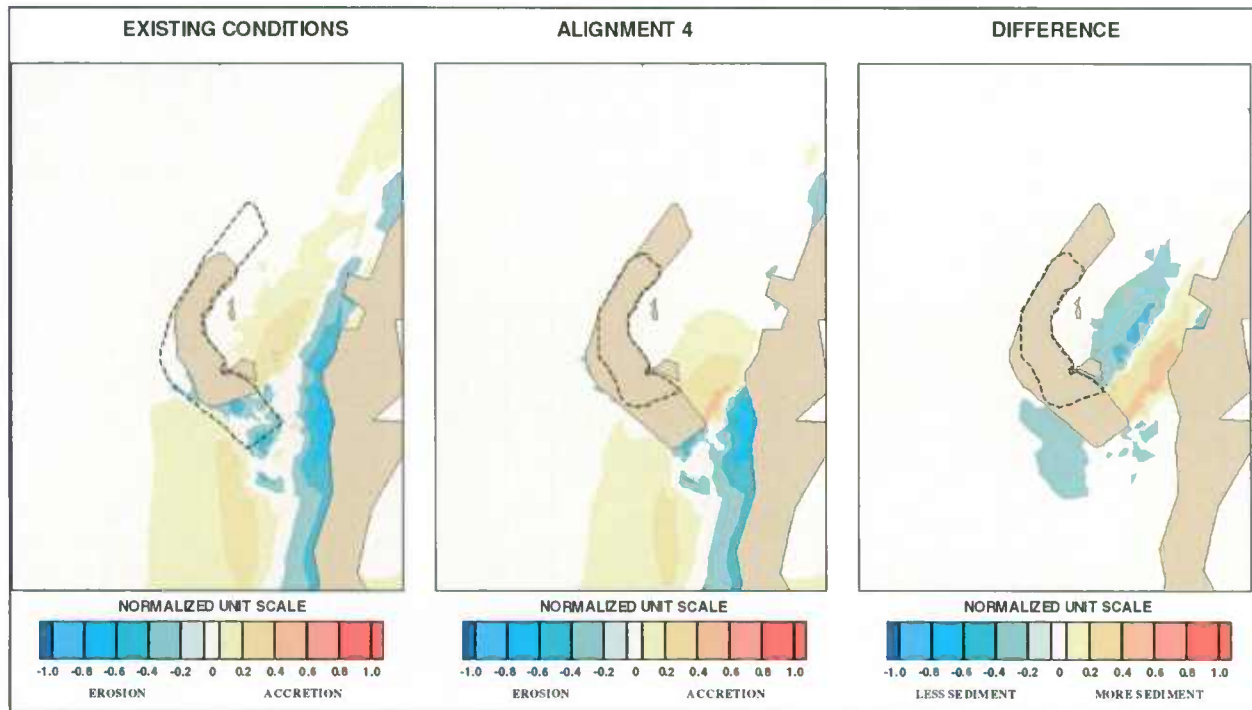 EXISTING CONDITIONS
ALIGNMENT 4
DIFFERENCE
NORMALIZED UNIT SCALE
-1.0 -0.8 -0.6 -0.4 -0.2 0 0.2 0.4 0.6 0.8 1.0
EROSION ACCRETION
NORMALIZED UNIT SCALE
-1.0 -0.8 -0.6 -0.4 -0.2 0 0.2 0.4 0.6 0.8 1.0
EROSION ACCRETION
NORMALIZED UNIT SCALE
-1.0 -0.8 -0.6 -0.4 -0.2 0 0.2 0.4 0.6 0.8 1.0
LESS SEDIMENT MORE SEDIMENT